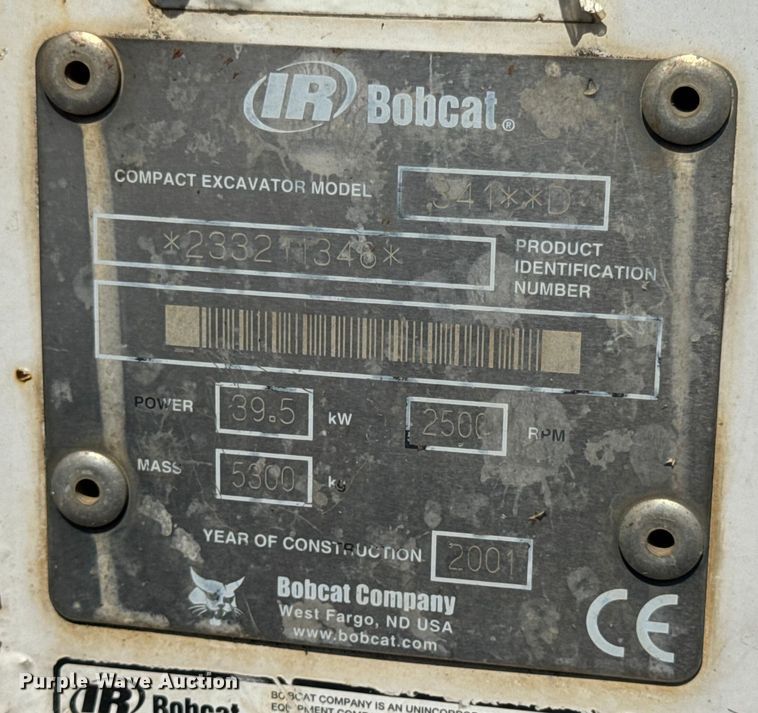 IR Bobcat®
COMPACT EXCAVATOR MODEL 341**D
*233211346* PRODUCT
IDENTIFICATION
NUMBER
POWER 39.5 kW 2500 RPM
MASS 5300 kg
YEAR OF CONSTRUCTION 2001
Bobcat Company
West Fargo, ND USA
www.bobcat.com
CE
Purple Wave Auction
IR Bobcat
BOBCAT COMPANY IS AN